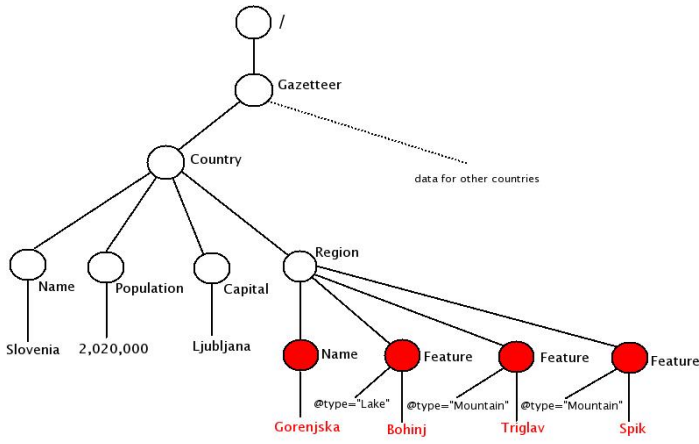 /
Gazetteer
Country
data for other countries
Region
Name
Population
Capital
Slovenia
2,020,000
Ljubljana
Name
Feature
Feature
Feature
@type="Lake"
@type="Mountain"
@type="Mountain"
Gorenjska
Bohinj
Triglav
Spik